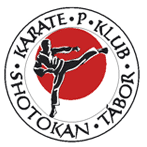 KARATE • P • KLUB
SHOTOKAN • TÁBOR